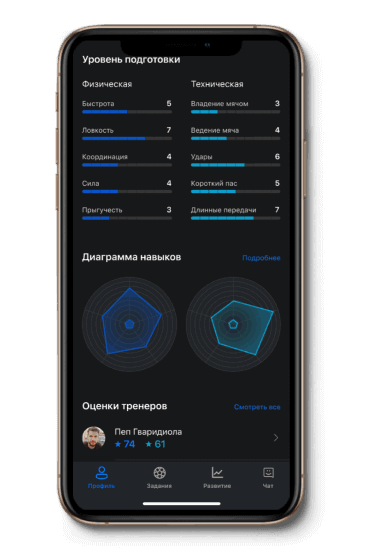 Уровень подготовки
Физическая
Быстрота 5
Ловкость 7
Координация 4
Сила 4
Прыгучесть 3
Техническая
Владение мячом 3
Ведение мяча 4
Удары 6
Короткий пас 5
Длинные передачи 7
Диаграмма навыков Подробнее
Оценки тренеров Смотреть все
Пеп Гваридиола
74 61
Профиль Задания Развитие Чат